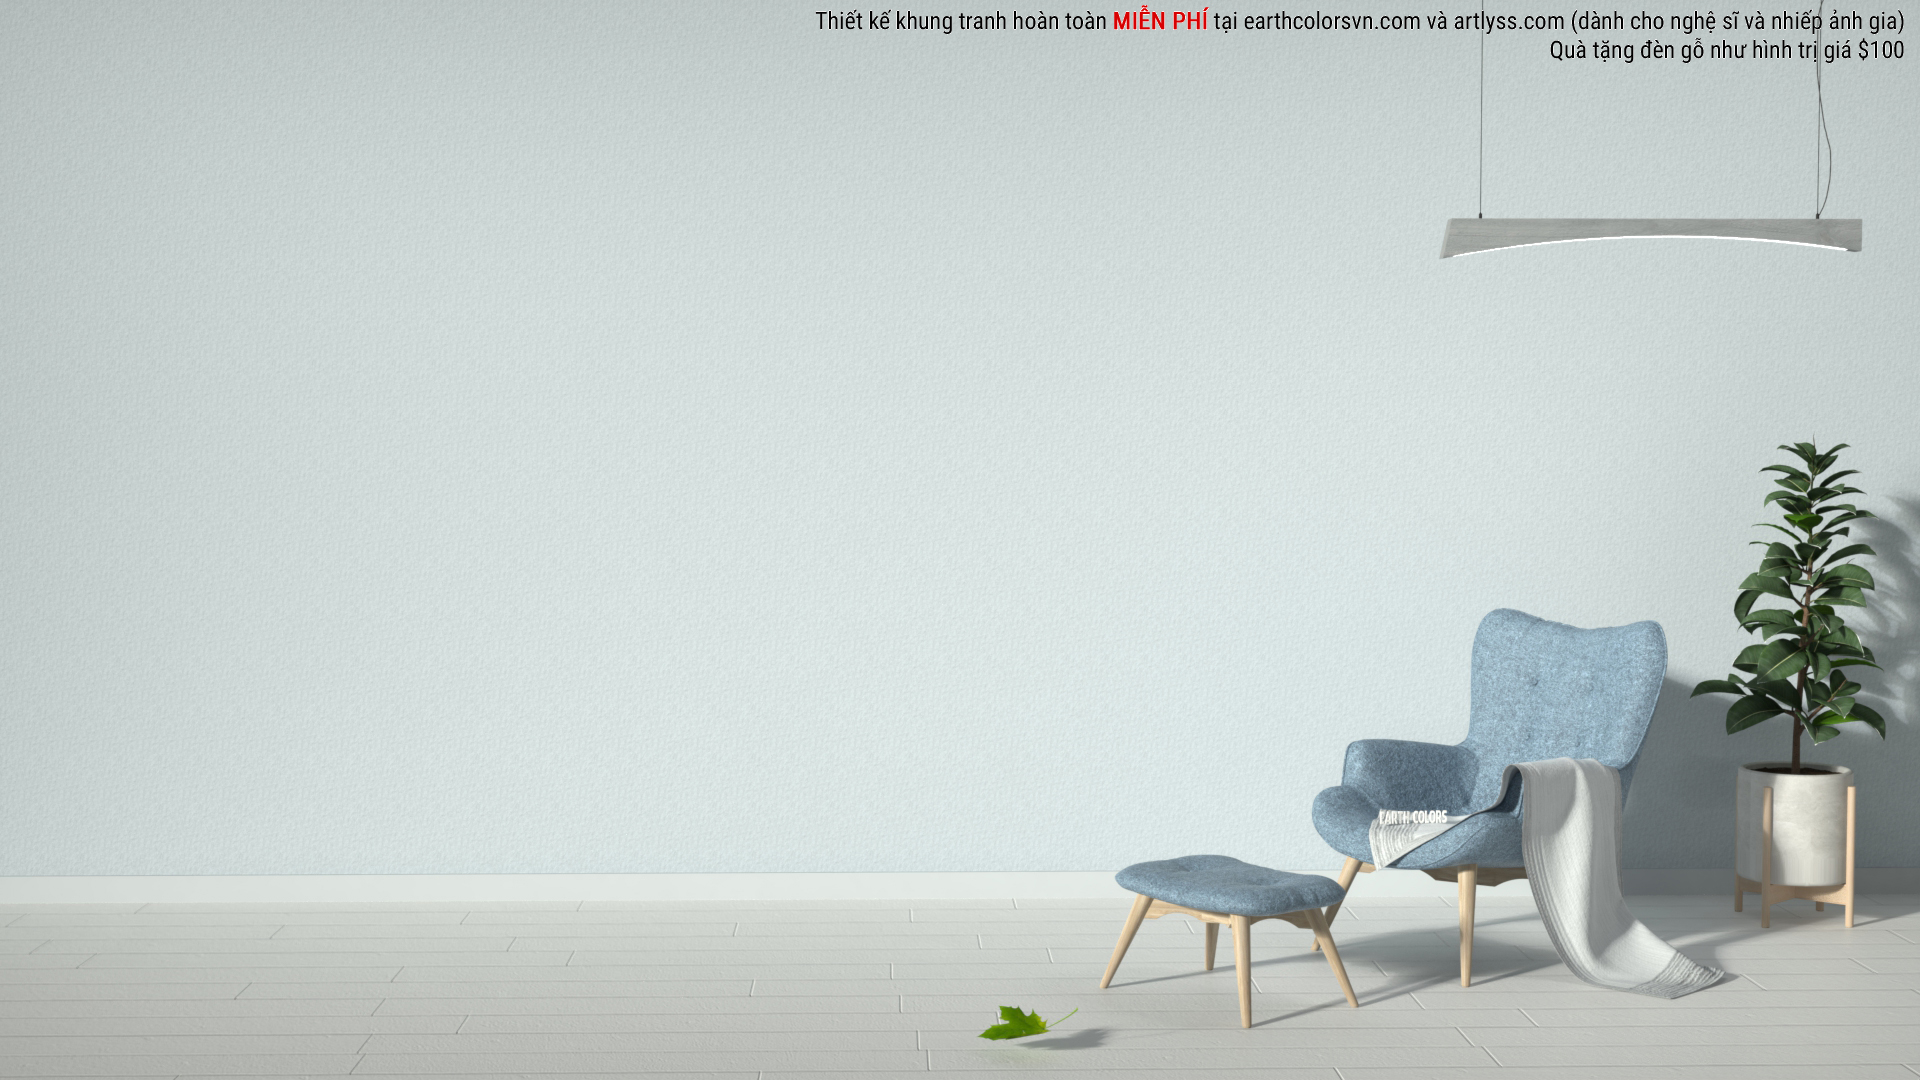 Thiết kế khung tranh hoàn toàn MIỄN PHÍ tại earthcolorsvn.com và artlyss.com (dành cho nghệ sĩ và nhiếp ảnh gia)
Quà tặng đèn gỗ như hình trị giá $100
EARTH COLORS